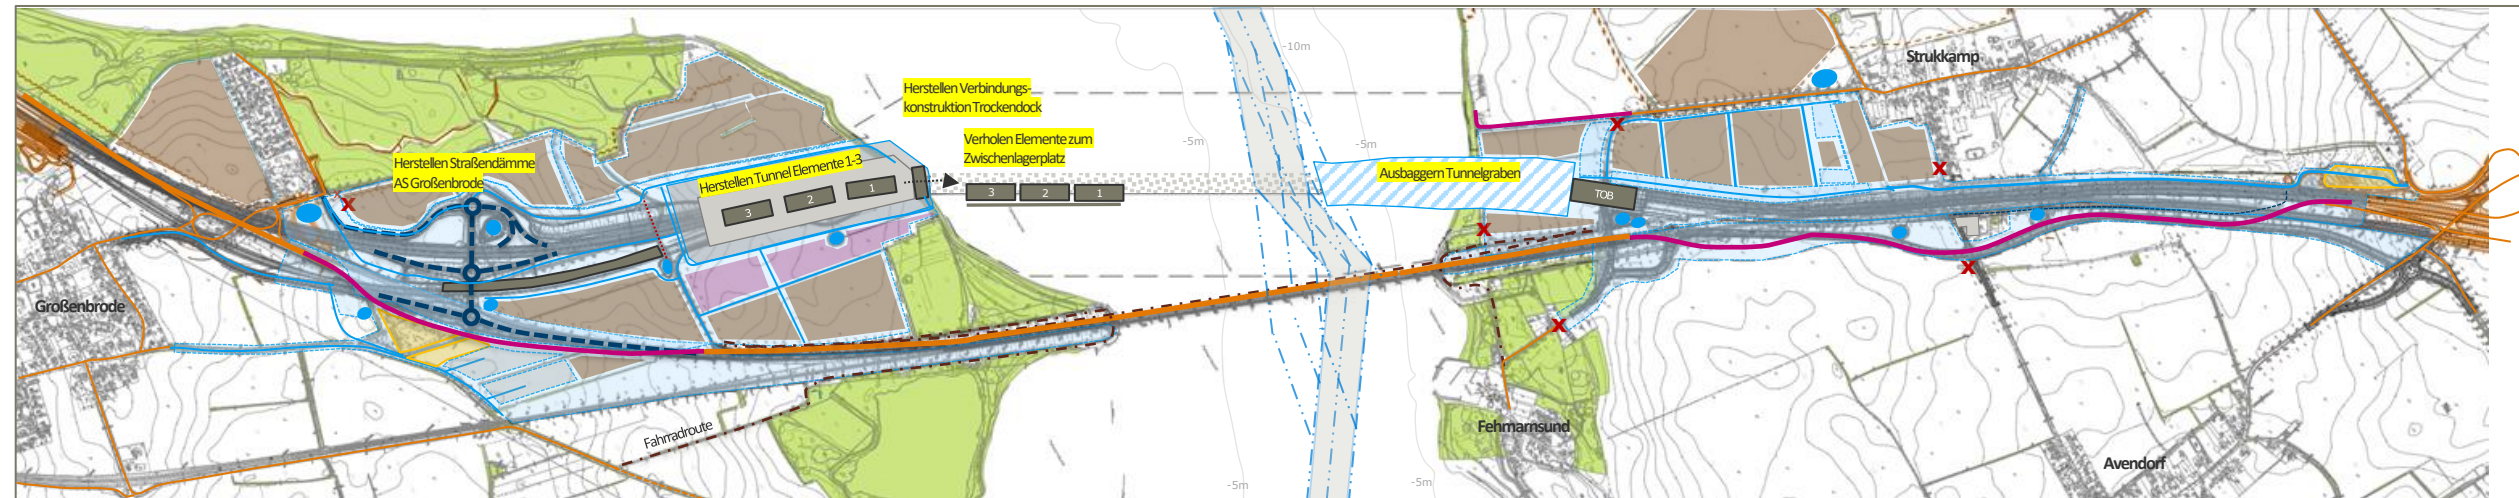 -10m
Strukkamp
Herstellen Verbindungs-
konstruktion Trockendock
Verholen Elemente zum
Zwischenlagerplatz
-5m
-5m
Herstellen Straßendämme
AS Großenbrode
Herstellen Tunnel Elemente 1-3
Ausbaggern Tunnelgraben
3
2
1
3
2
1
TOB
X
X
X
X
X
X
Großenbrode
Fahrradroute
Fehmarnsund
Avendorf
-5m
-5m